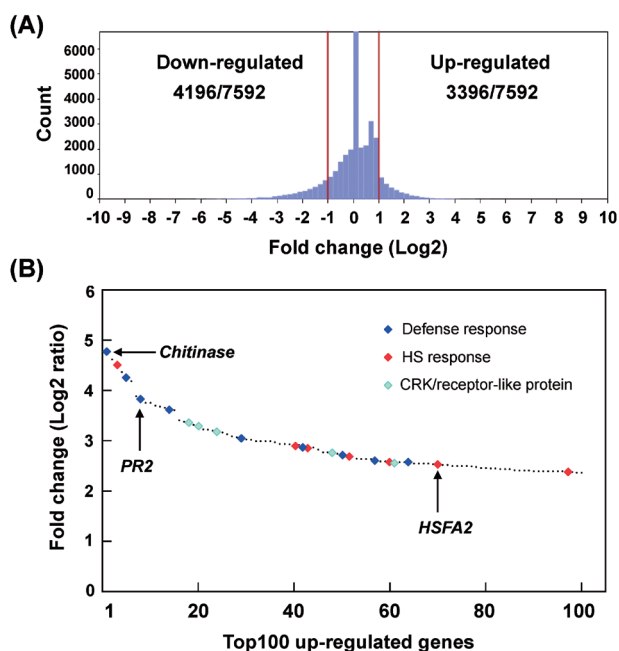 (A)
Down-regulated
4196/7592
Up-regulated
3396/7592
Count
6000
5000
4000
3000
2000
1000
0
-10 -9 -8 -7 -6 -5 -4 -3 -2 -1 0 1 2 3 4 5 6 7 8 9 10
Fold change (Log2)
(B)
Fold change (Log2 ratio)
6
5
4
3
2
1
0
Chitinase
PR2
HSFA2
Defense response
HS response
CRK/receptor-like protein
1 20 40 60 80 100
Top100 up-regulated genes